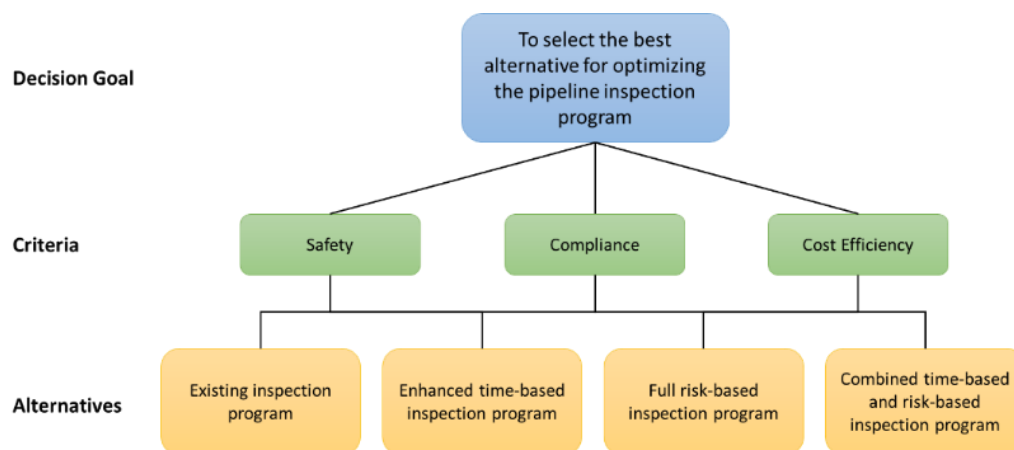 Decision Goal
To select the best
alternative for optimizing
the pipeline inspection
program
Criteria
Safety
Compliance
Cost Efficiency
Alternatives
Existing inspection
program
Enhanced time-based
inspection program
Full risk-based
inspection program
Combined time-based
and risk-based
inspection program